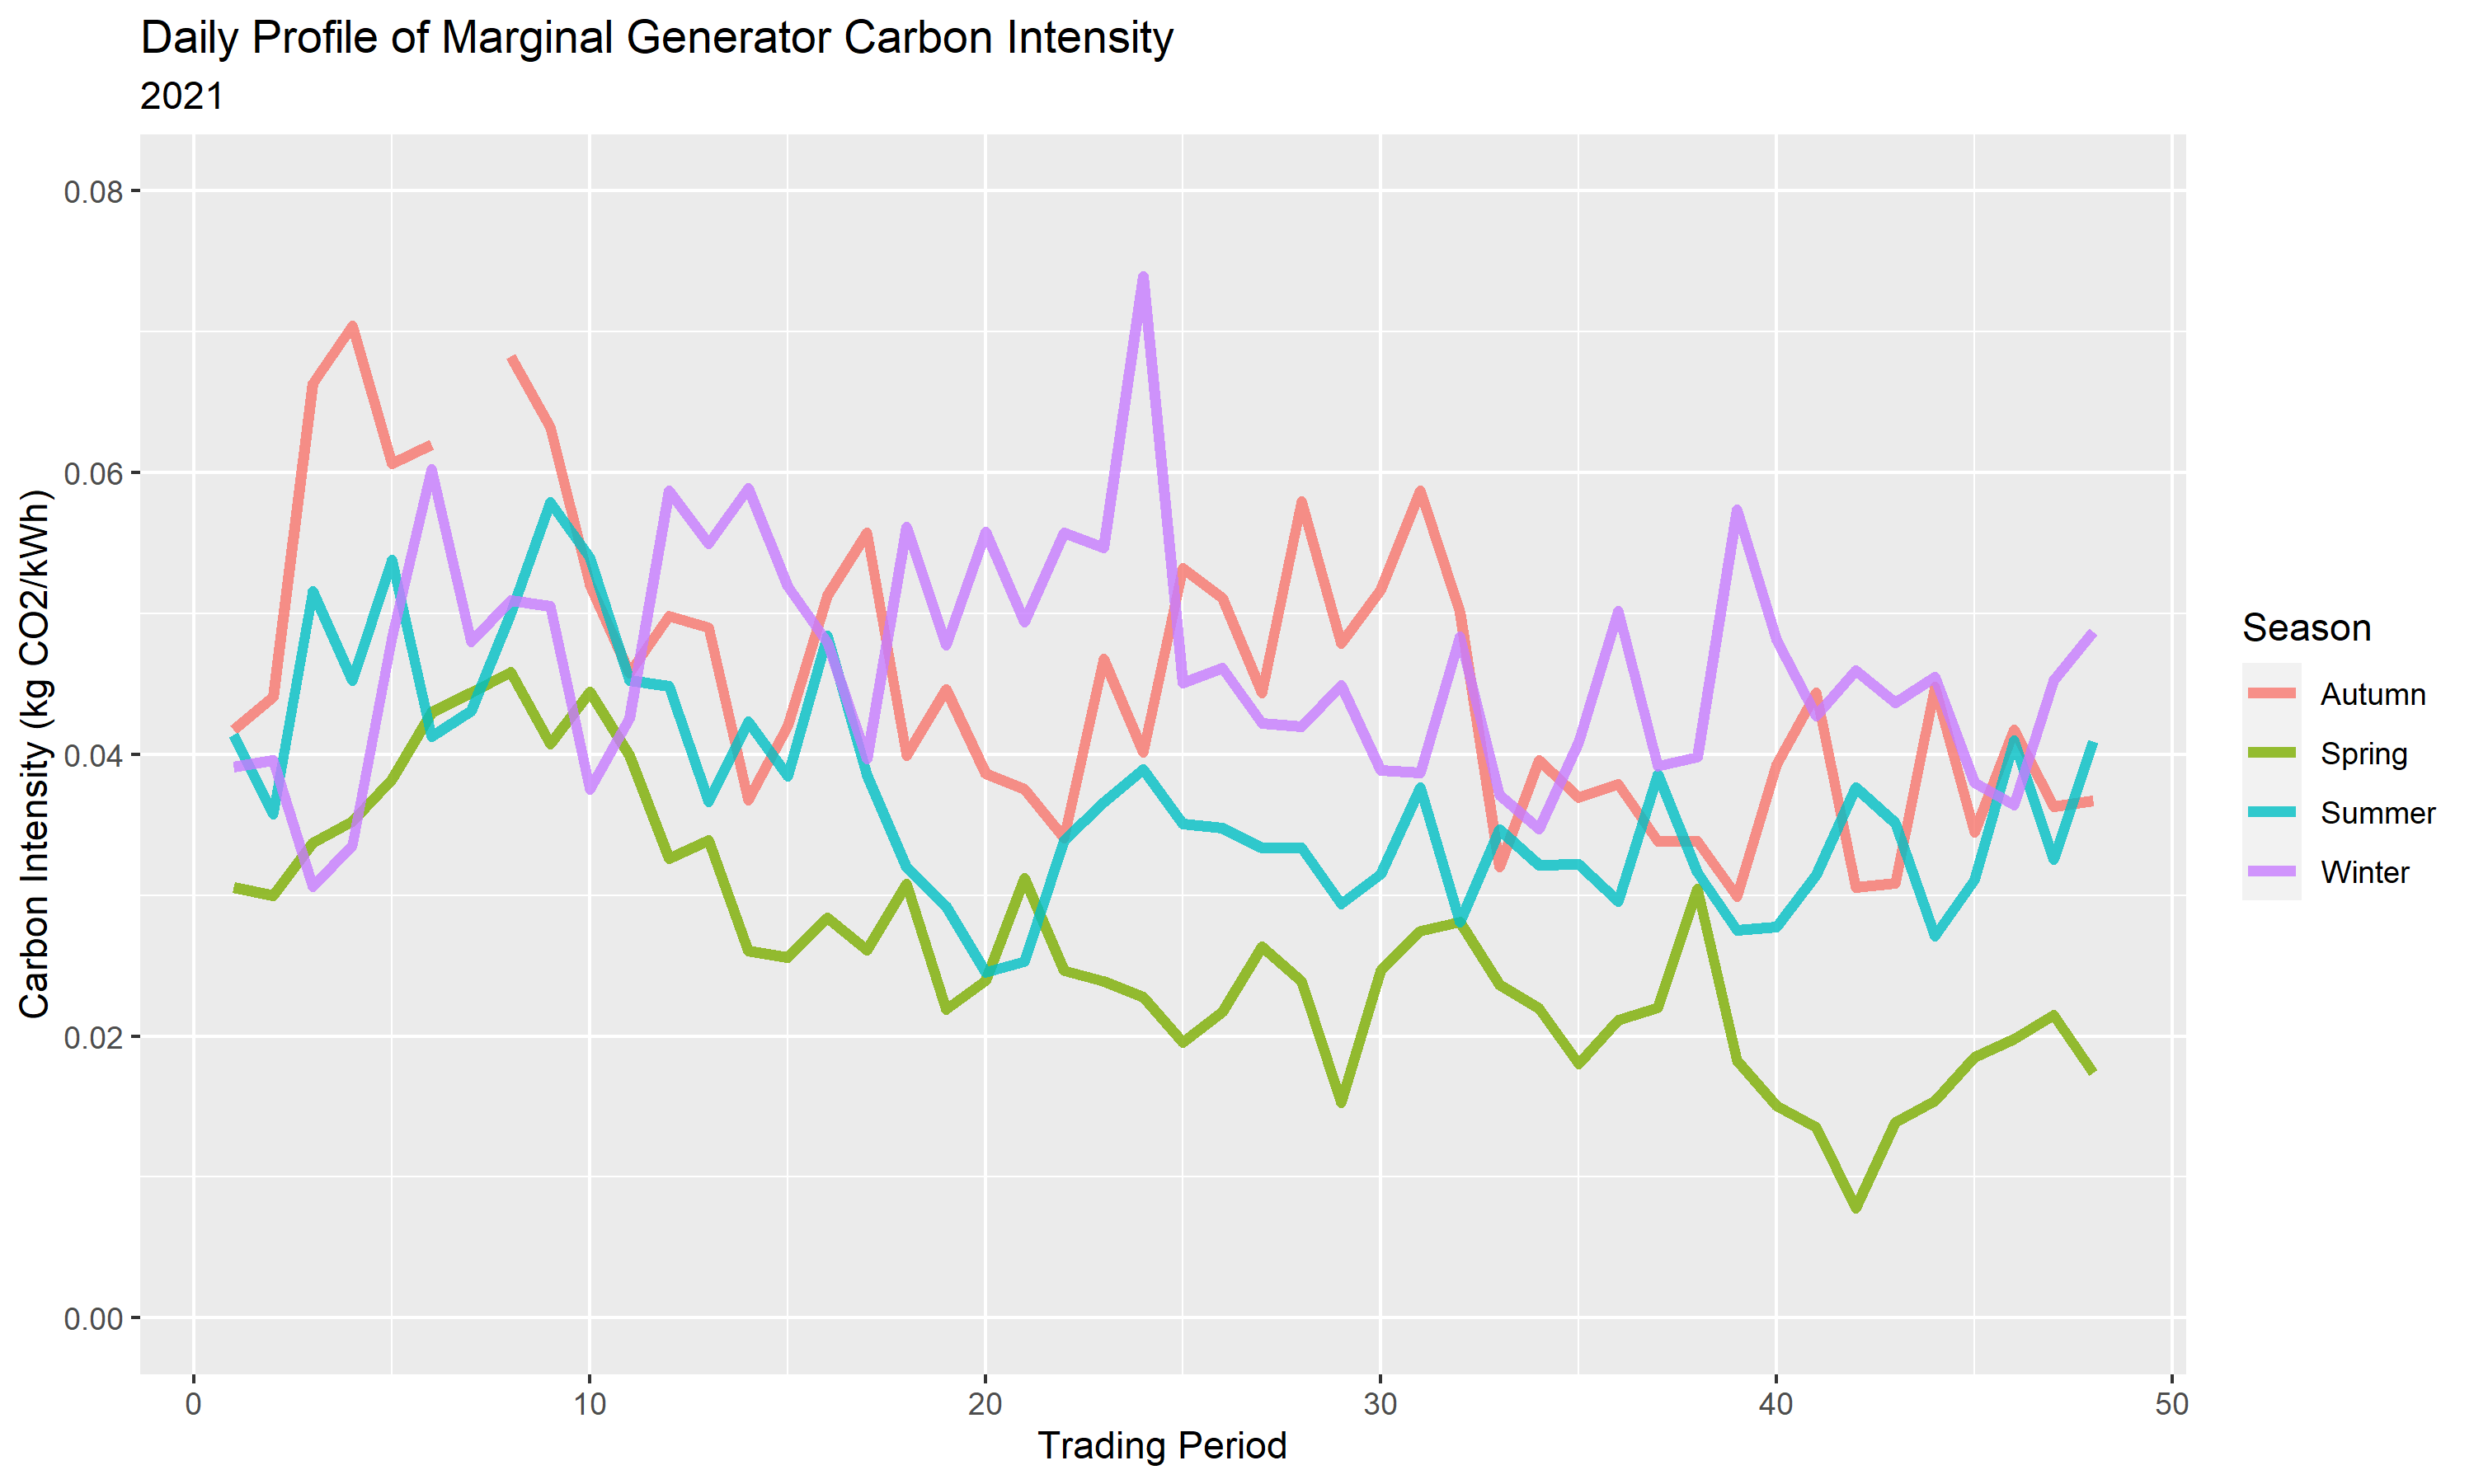 Daily Profile of Marginal Generator Carbon Intensity
2021
Carbon Intensity (kg CO2/kWh)
0.08
0.06
0.04
0.02
0.00
0 10 20 30 40 50
Trading Period
Season
Autumn
Spring
Summer
Winter